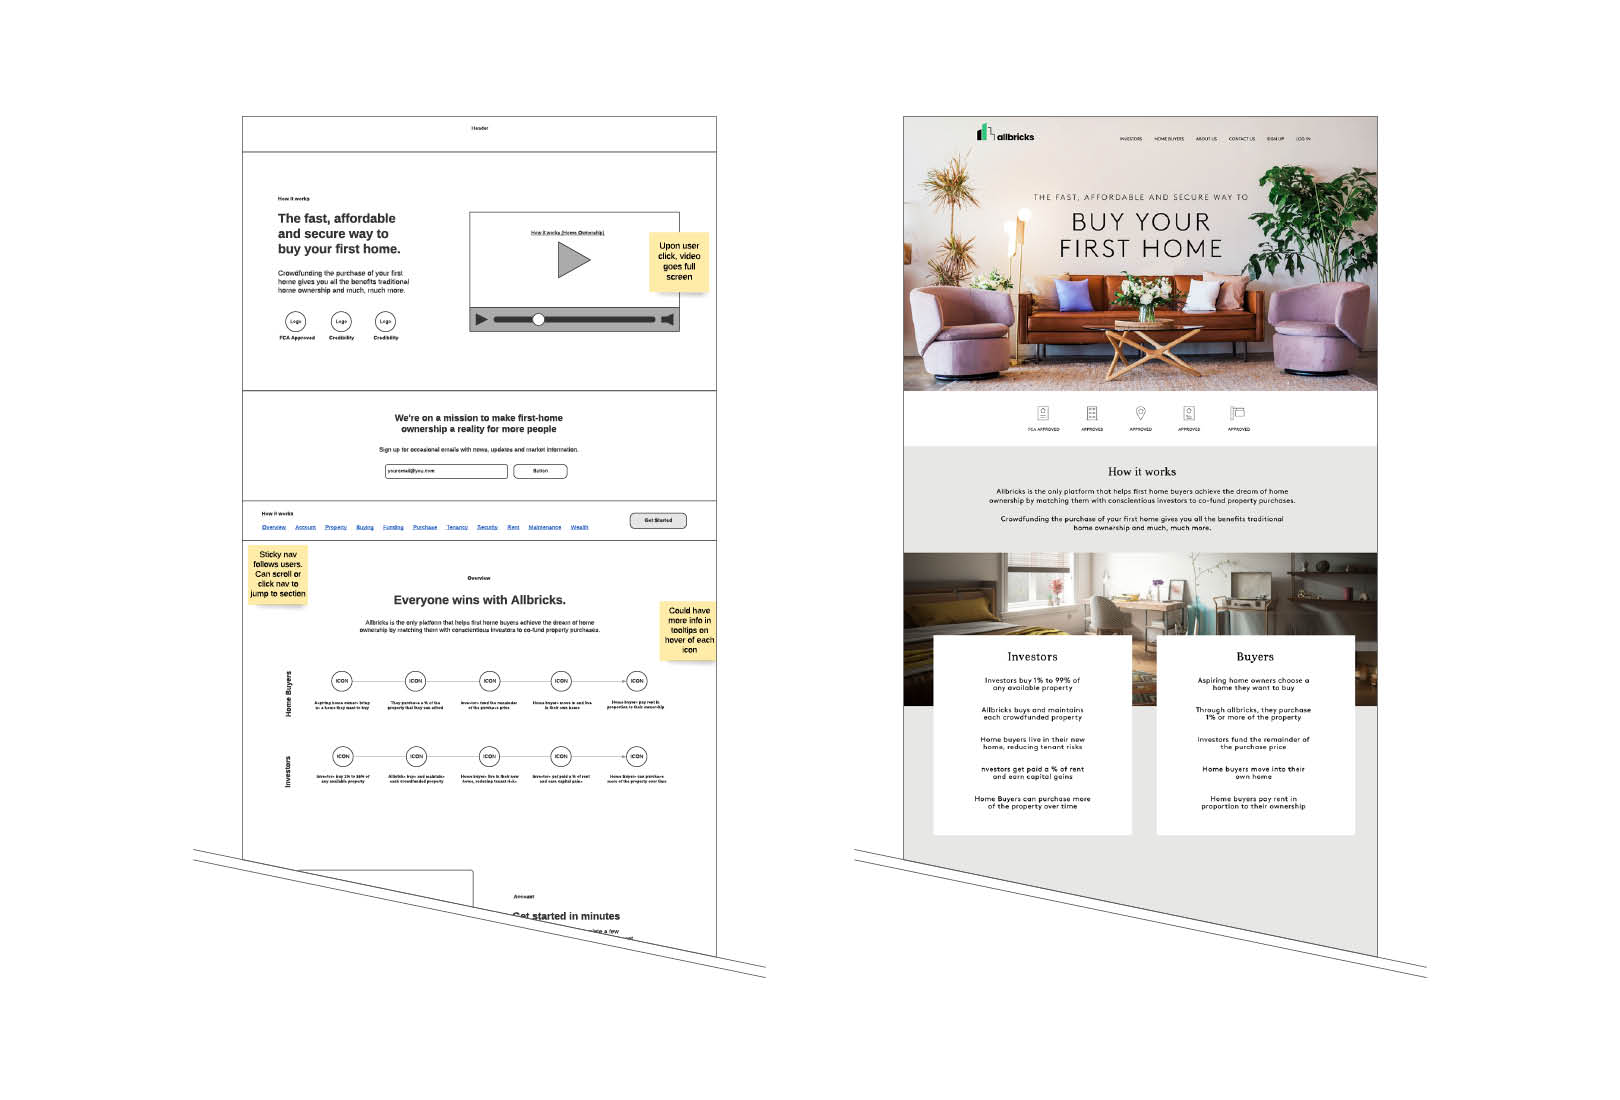 Header
How it works
The fast, affordable
and secure way to
buy your first home.
Crowdfunding the purchase of your first
home gives you all the benefits traditional
home ownership and much, much more.
Logo
Logo
Logo
FCA Approved
Credibility
Credibility
How it works (Home Ownership)
Upon user
click, video
goes full
screen
We're on a mission to make first-home
ownership a reality for more people
Sign up for occasional emails with news, updates and market information.
youremail@you.com
Button
How it works
Overview Account Property Buying Funding Purchase Tenancy Security Rent Maintenance Wealth
Get Started
Sticky nav
follows users.
Can scroll or
click nav to
jump to section
Overview
Everyone wins with Allbricks.
Allbricks is the only platform that helps first home buyers achieve the dream of home
ownership by matching them with conscientious investors to co-fund property purchases.
Could have
more info in
tooltips on
hover of each
icon
Home Buyers
ICON
ICON
ICON
ICON
ICON
Aspiring home owners bring
us a home they want to buy
They purchase a % of the
property that they can afford
Investors fund the remainder
of the purchase price
Home buyers move in and live
in their own home
Home buyers pay rent in
proportion to their ownership
Investors
ICON
ICON
ICON
ICON
ICON
Investors buy 1% to 99% of
any available property
Allbricks buys and maintains
each crowdfunded property
Home buyers live in their new
home, reducing tenant risks
Investors get paid a % of rent
and earn capital gains
Home Buyers can purchase
more of the property over time
Account
Get started in minutes
a few
allbricks
INVESTORS HOME BUYERS ABOUT US CONTACT US SIGN UP LOG IN
THE FAST, AFFORDABLE AND SECURE WAY TO
BUY YOUR
FIRST HOME
FCA APPROVED
APPROVED
APPROVED
APPROVED
APPROVED
How it works
Allbricks is the only platform that helps first home buyers achieve the dream of home
ownership by matching them with conscientious investors to co-fund property purchases.
Crowdfunding the purchase of your first home gives you all the benefits traditional
home ownership and much, much more.
Investors
Investors buy 1% to 99% of
any available property
Allbricks buys and maintains
each crowdfunded property
Home buyers live in their new
home, reducing tenant risks
nvestors get paid a % of rent
and earn capital gains
Home Buyers can purchase more
of the property over time
Buyers
Aspiring home owners choose a
home they want to buy
Through allbricks, they purchase
1% or more of the property
Investors fund the remainder of
the purchase price
Home buyers move into their
own home
Home buyers pay rent in
proportion to their ownership